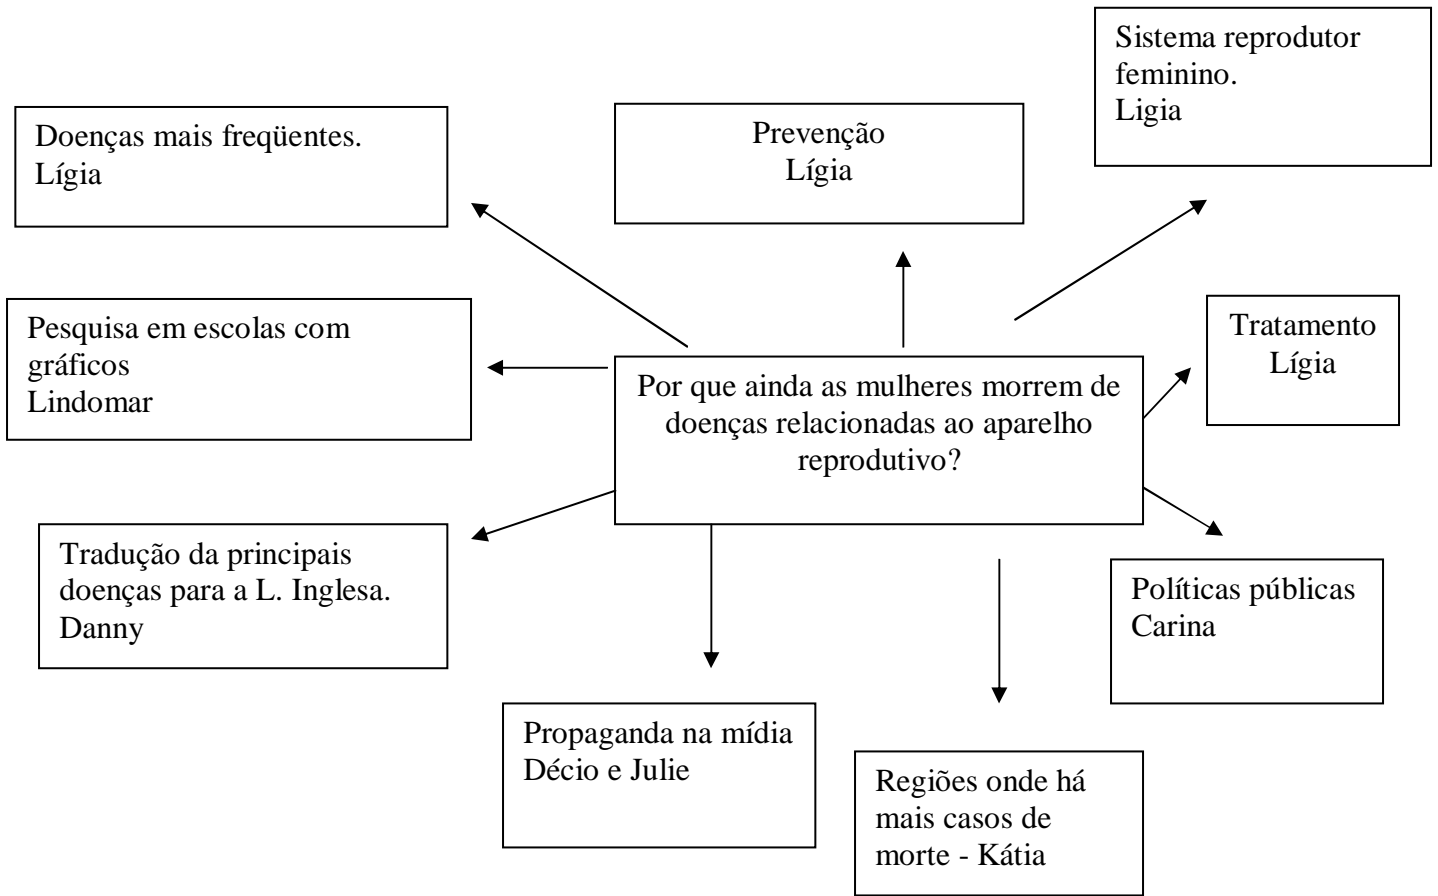 Sistema reprodutor
feminino.
Ligia
Doenças mais freqüentes.
Lígia
Prevenção
Lígia
Pesquisa em escolas com
gráficos
Lindomar
Tratamento
Lígia
Por que ainda as mulheres morrem de
doenças relacionadas ao aparelho
reprodutivo?
Tradução da principais
doenças para a L. Inglesa.
Danny
Políticas públicas
Carina
Propaganda na mídia
Décio e Julie
Regiões onde há
mais casos de
morte - Kátia